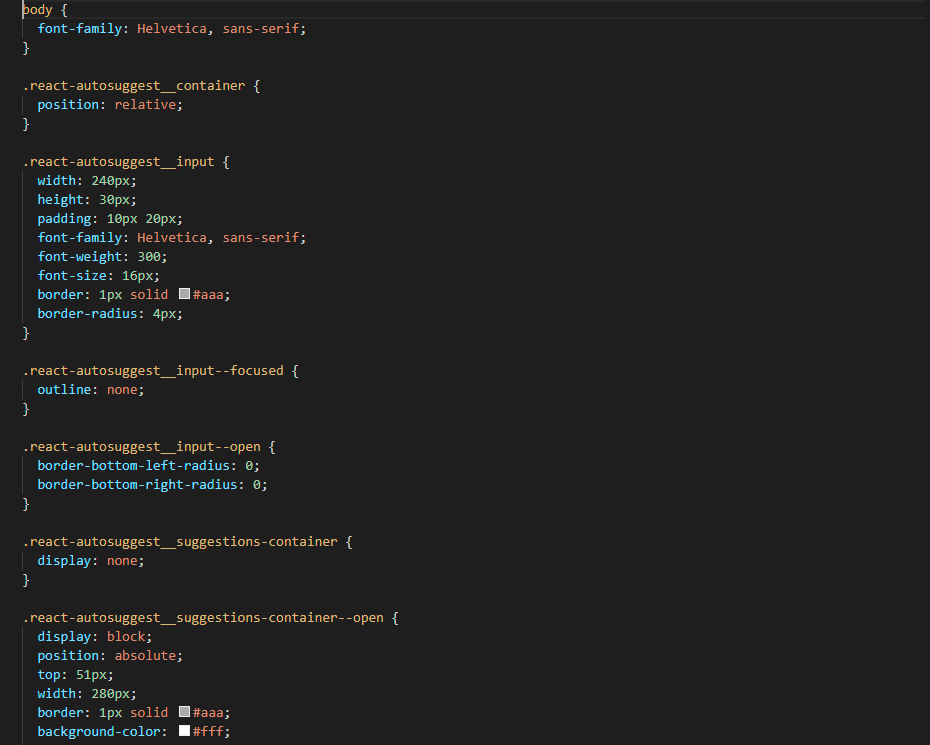 body {
  font-family: Helvetica, sans-serif;
}

.react-autosuggest__container {
  position: relative;
}

.react-autosuggest__input {
  width: 240px;
  height: 30px;
  padding: 10px 20px;
  font-family: Helvetica, sans-serif;
  font-weight: 300;
  font-size: 16px;
  border: 1px solid #aaa;
  border-radius: 4px;
}

.react-autosuggest__input--focused {
  outline: none;
}

.react-autosuggest__input--open {
  border-bottom-left-radius: 0;
  border-bottom-right-radius: 0;
}

.react-autosuggest__suggestions-container {
  display: none;
}

.react-autosuggest__suggestions-container--open {
  display: block;
  position: absolute;
  top: 51px;
  width: 280px;
  border: 1px solid #aaa;
  background-color: #fff;